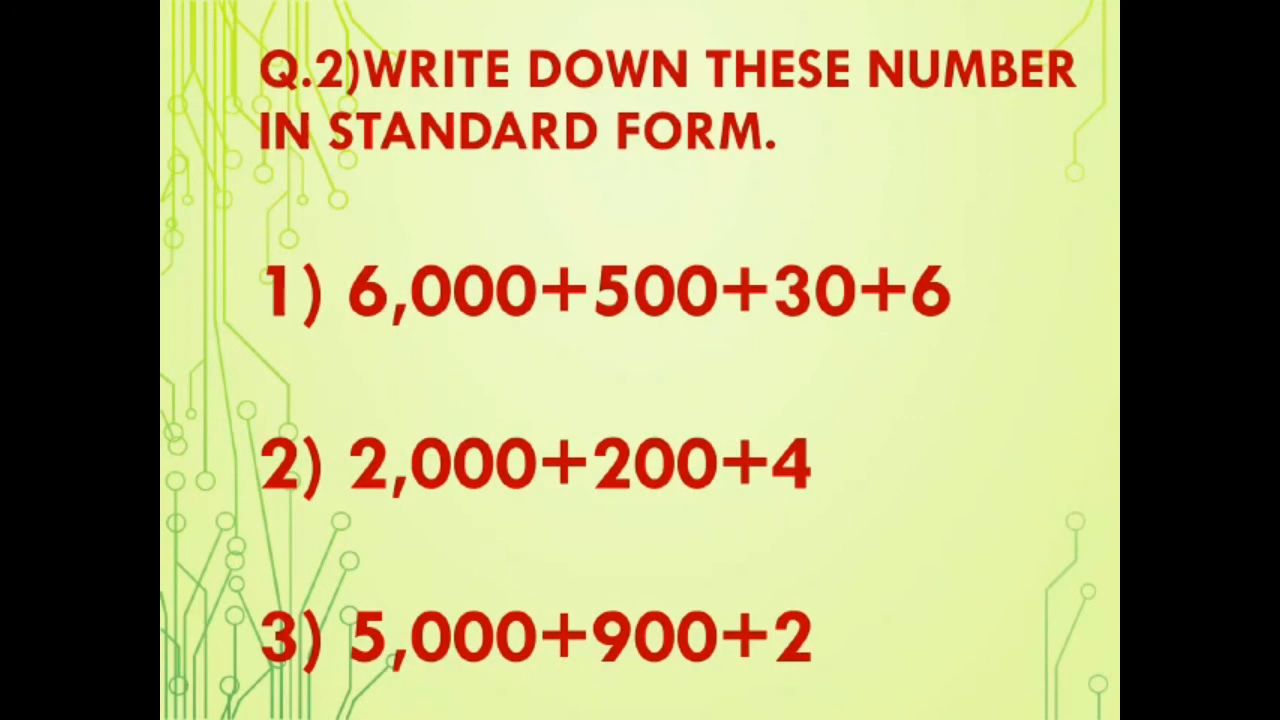 Q.2)WRITE DOWN THESE NUMBER
IN STANDARD FORM.
1) 6,000+500+30+6
2) 2,000+200+4
3) 5,000+900+2